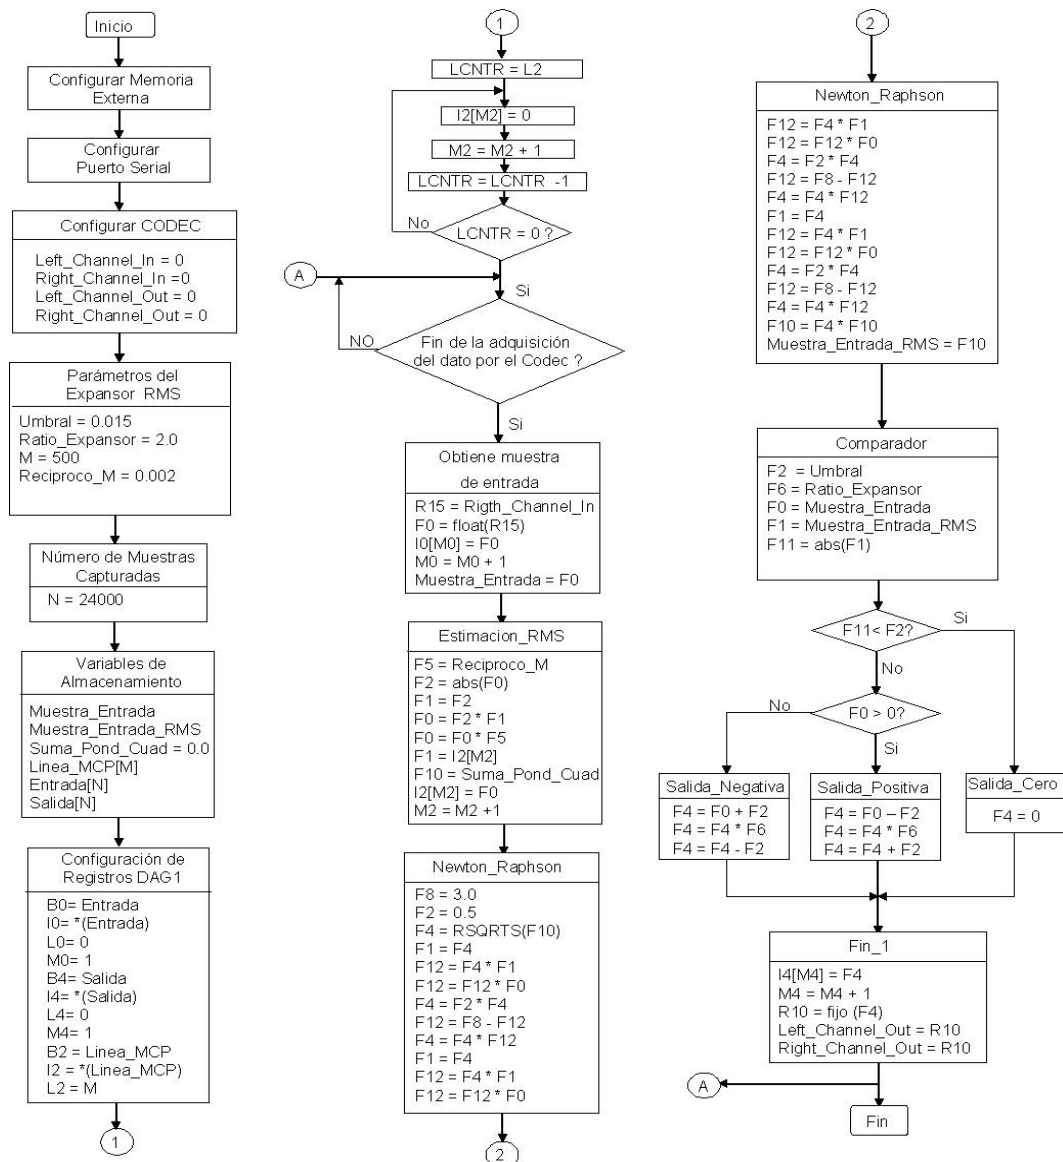 Inicio
Configurar Memoria
Externa
Configurar
Puerto Serial
Configurar CODEC
Left_Channel_In = 0
Right_Channel_In =0
Left_Channel_Out = 0
Right_Channel_Out = 0
Parámetros del
Expansor RMS
Umbral = 0.015
Ratio_Expansor = 2.0
M = 500
Reciproco_M = 0.002
Número de Muestras
Capturadas
N = 24000
Variables de
Almacenamiento
Muestra_Entrada
Muestra_Entrada_RMS
Suma_Pond_Cuad = 0.0
Linea_MCP[M]
Entrada[N]
Salida[N]
Configuración de
Registros DAG1
B0= Entrada
I0= *(Entrada)
L0= 0
M0= 1
B4= Salida
I4= *(Salida)
L4= 0
M4= 1
B2 = Linea_MCP
I2 = *(Linea_MCP)
L2 = M
1
1
LCNTR = L2
I2[M2] = 0
M2 = M2 + 1
LCNTR = LCNTR -1
No
LCNTR = 0 ?
A
Si
NO
Fin de la adquisición
del dato por el Codec ?
Si
Obtiene muestra
de entrada
R15 = Rigth_Channel_In
F0 = float(R15)
I0[M0] = F0
M0 = M0 + 1
Muestra_Entrada = F0
Estimacion_RMS
F5 = Reciproco_M
F2 = abs(F0)
F1 = F2
F0 = F2 * F1
F0 = F0 * F5
F1 = I2[M2]
F10 = Suma_Pond_Cuad
I2[M2] = F0
M2 = M2 +1
Newton_Raphson
F8 = 3.0
F2 = 0.5
F4 = RSQRTS(F10)
F1 = F4
F12 = F4 * F1
F12 = F12 * F0
F4 = F2 * F4
F12 = F8 - F12
F4 = F4 * F12
F1 = F4
F12 = F4 * F1
F12 = F12 * F0
2
2
Newton_Raphson
F12 = F4 * F1
F12 = F12 * F0
F4 = F2 * F4
F12 = F8 - F12
F4 = F4 * F12
F1 = F4
F12 = F4 * F1
F12 = F12 * F0
F4 = F2 * F4
F12 = F8 - F12
F4 = F4 * F12
F10 = F4 * F10
Muestra_Entrada_RMS = F10
Comparador
F2 = Umbral
F6 = Ratio_Expansor
F0 = Muestra_Entrada
F1 = Muestra_Entrada_RMS
F11 = abs(F1)
F11< F2?
Si
No
No
F0 > 0?
Si
Salida_Negativa
F4 = F0 + F2
F4 = F4 * F6
F4 = F4 - F2
Salida_Positiva
F4 = F0 – F2
F4 = F4 * F6
F4 = F4 + F2
Salida_Cero
F4 = 0
Fin_1
I4[M4] = F4
M4 = M4 + 1
R10 = fijo (F4)
Left_Channel_Out = R10
Right_Channel_Out = R10
A
Fin